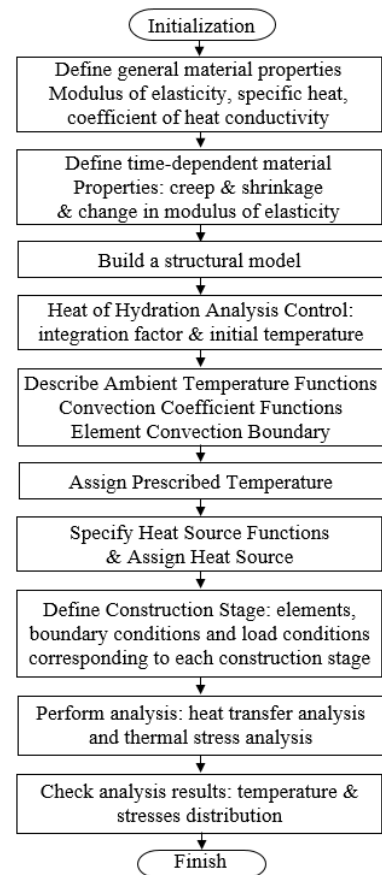 Initialization
Define general material properties
Modulus of elasticity, specific heat,
coefficient of heat conductivity
Define time-dependent material
Properties: creep & shrinkage
& change in modulus of elasticity
Build a structural model
Heat of Hydration Analysis Control:
integration factor & initial temperature
Describe Ambient Temperature Functions
Convection Coefficient Functions
Element Convection Boundary
Assign Prescribed Temperature
Specify Heat Source Functions
& Assign Heat Source
Define Construction Stage: elements,
boundary conditions and load conditions
corresponding to each construction stage
Perform analysis: heat transfer analysis
and thermal stress analysis
Check analysis results: temperature &
stresses distribution
Finish